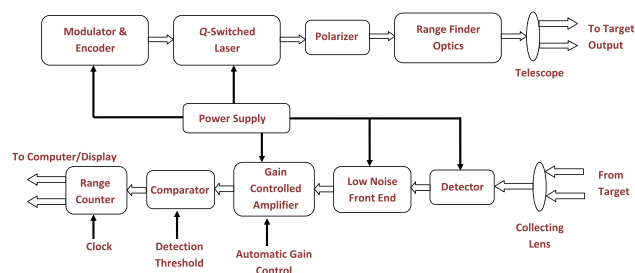 Modulator &
Encoder
Q-Switched
Laser
Polarizer
Range Finder
Optics
To Target
Output
Telescope
Power Supply
To Computer/Display
Range
Counter
Comparator
Gain
Controlled
Amplifier
Low Noise
Front End
Detector
From
Target
Collecting
Lens
Clock
Detection
Threshold
Automatic Gain
Control